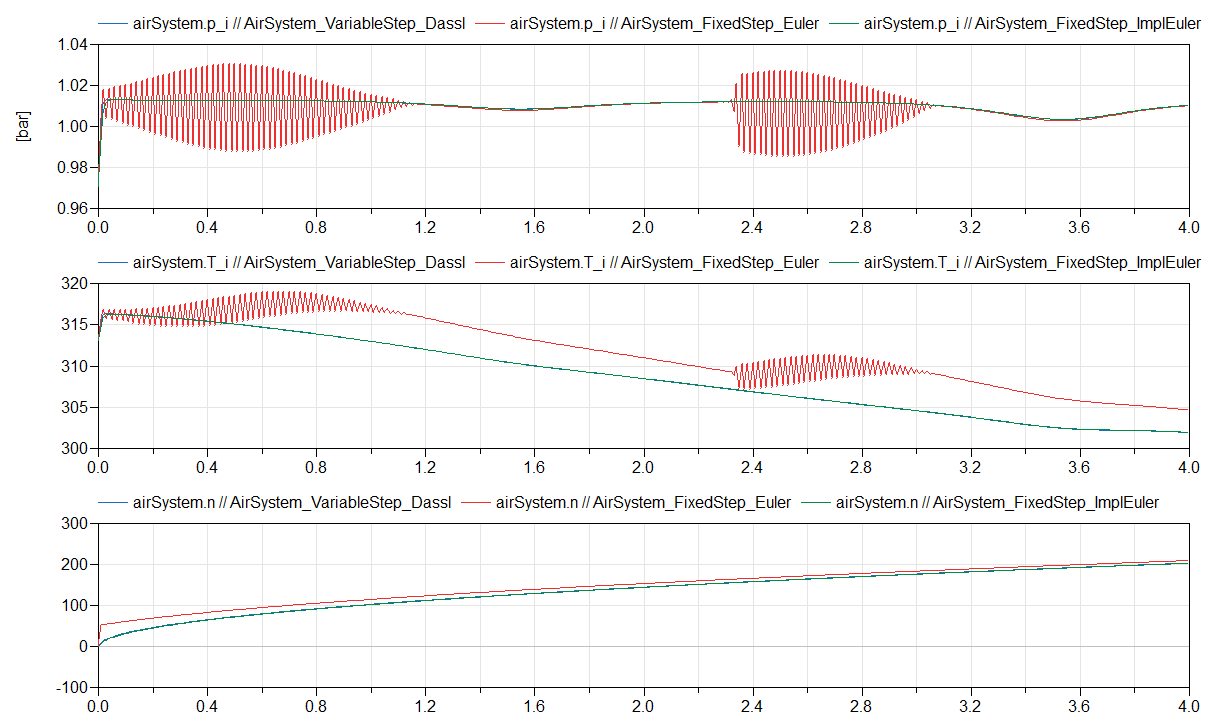 airSystem.p_i // AirSystem_VariableStep_Dassl airSystem.p_i // AirSystem_FixedStep_Euler airSystem.p_i // AirSystem_FixedStep_ImplEuler
1.04
1.02
1.00
0.98
0.96
[bar]
0.0 0.4 0.8 1.2 1.6 2.0 2.4 2.8 3.2 3.6 4.0
airSystem.T_i // AirSystem_VariableStep_Dassl airSystem.T_i // AirSystem_FixedStep_Euler airSystem.T_i // AirSystem_FixedStep_ImplEuler
320
315
310
305
300
0.0 0.4 0.8 1.2 1.6 2.0 2.4 2.8 3.2 3.6 4.0
airSystem.n // AirSystem_VariableStep_Dassl airSystem.n // AirSystem_FixedStep_Euler airSystem.n // AirSystem_FixedStep_ImplEuler
300
200
100
0
-100
0.0 0.4 0.8 1.2 1.6 2.0 2.4 2.8 3.2 3.6 4.0